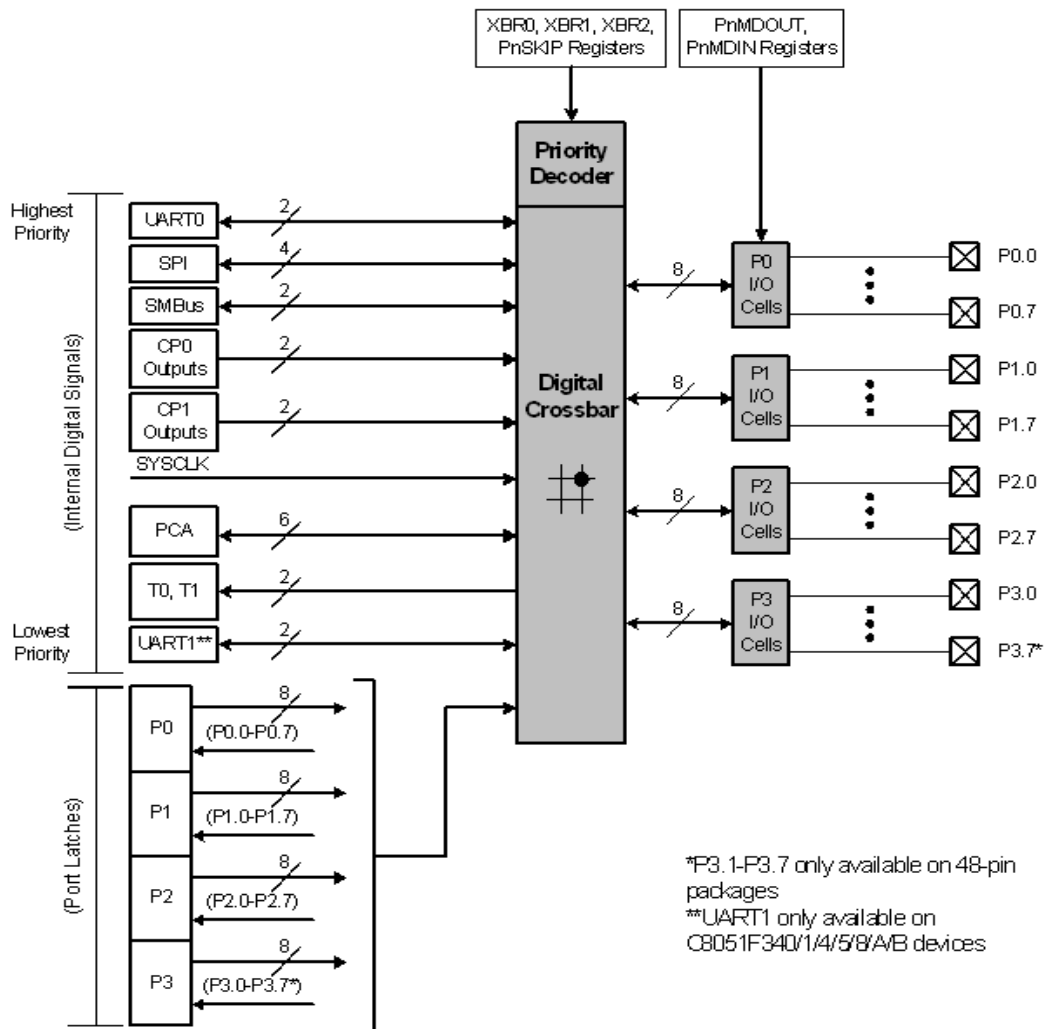 XBR0, XBR1, XBR2,
PnSKIP Registers
PnMDOUT,
PnMDIN Registers
Priority
Decoder
Highest
Priority
UART0
2
SPI
4
SMBus
2
CP0
Outputs
2
CP1
Outputs
2
SYSCLK
PCA
6
T0, T1
2
Lowest
Priority
UART1**
2
(Internal Digital Signals)
Digital
Crossbar
8
P0
I/O
Cells
P0.0
P0.7
8
P1
I/O
Cells
P1.0
P1.7
8
P2
I/O
Cells
P2.0
P2.7
8
P3
I/O
Cells
P3.0
P3.7*
(Port Latches)
P0
8
(P0.0-P0.7)
P1
8
(P1.0-P1.7)
P2
8
(P2.0-P2.7)
P3
8
(P3.0-P3.7*)
*P3.1-P3.7 only available on 48-pin
packages
**UART1 only available on
C8051F340/1/4/5/8/A/B devices